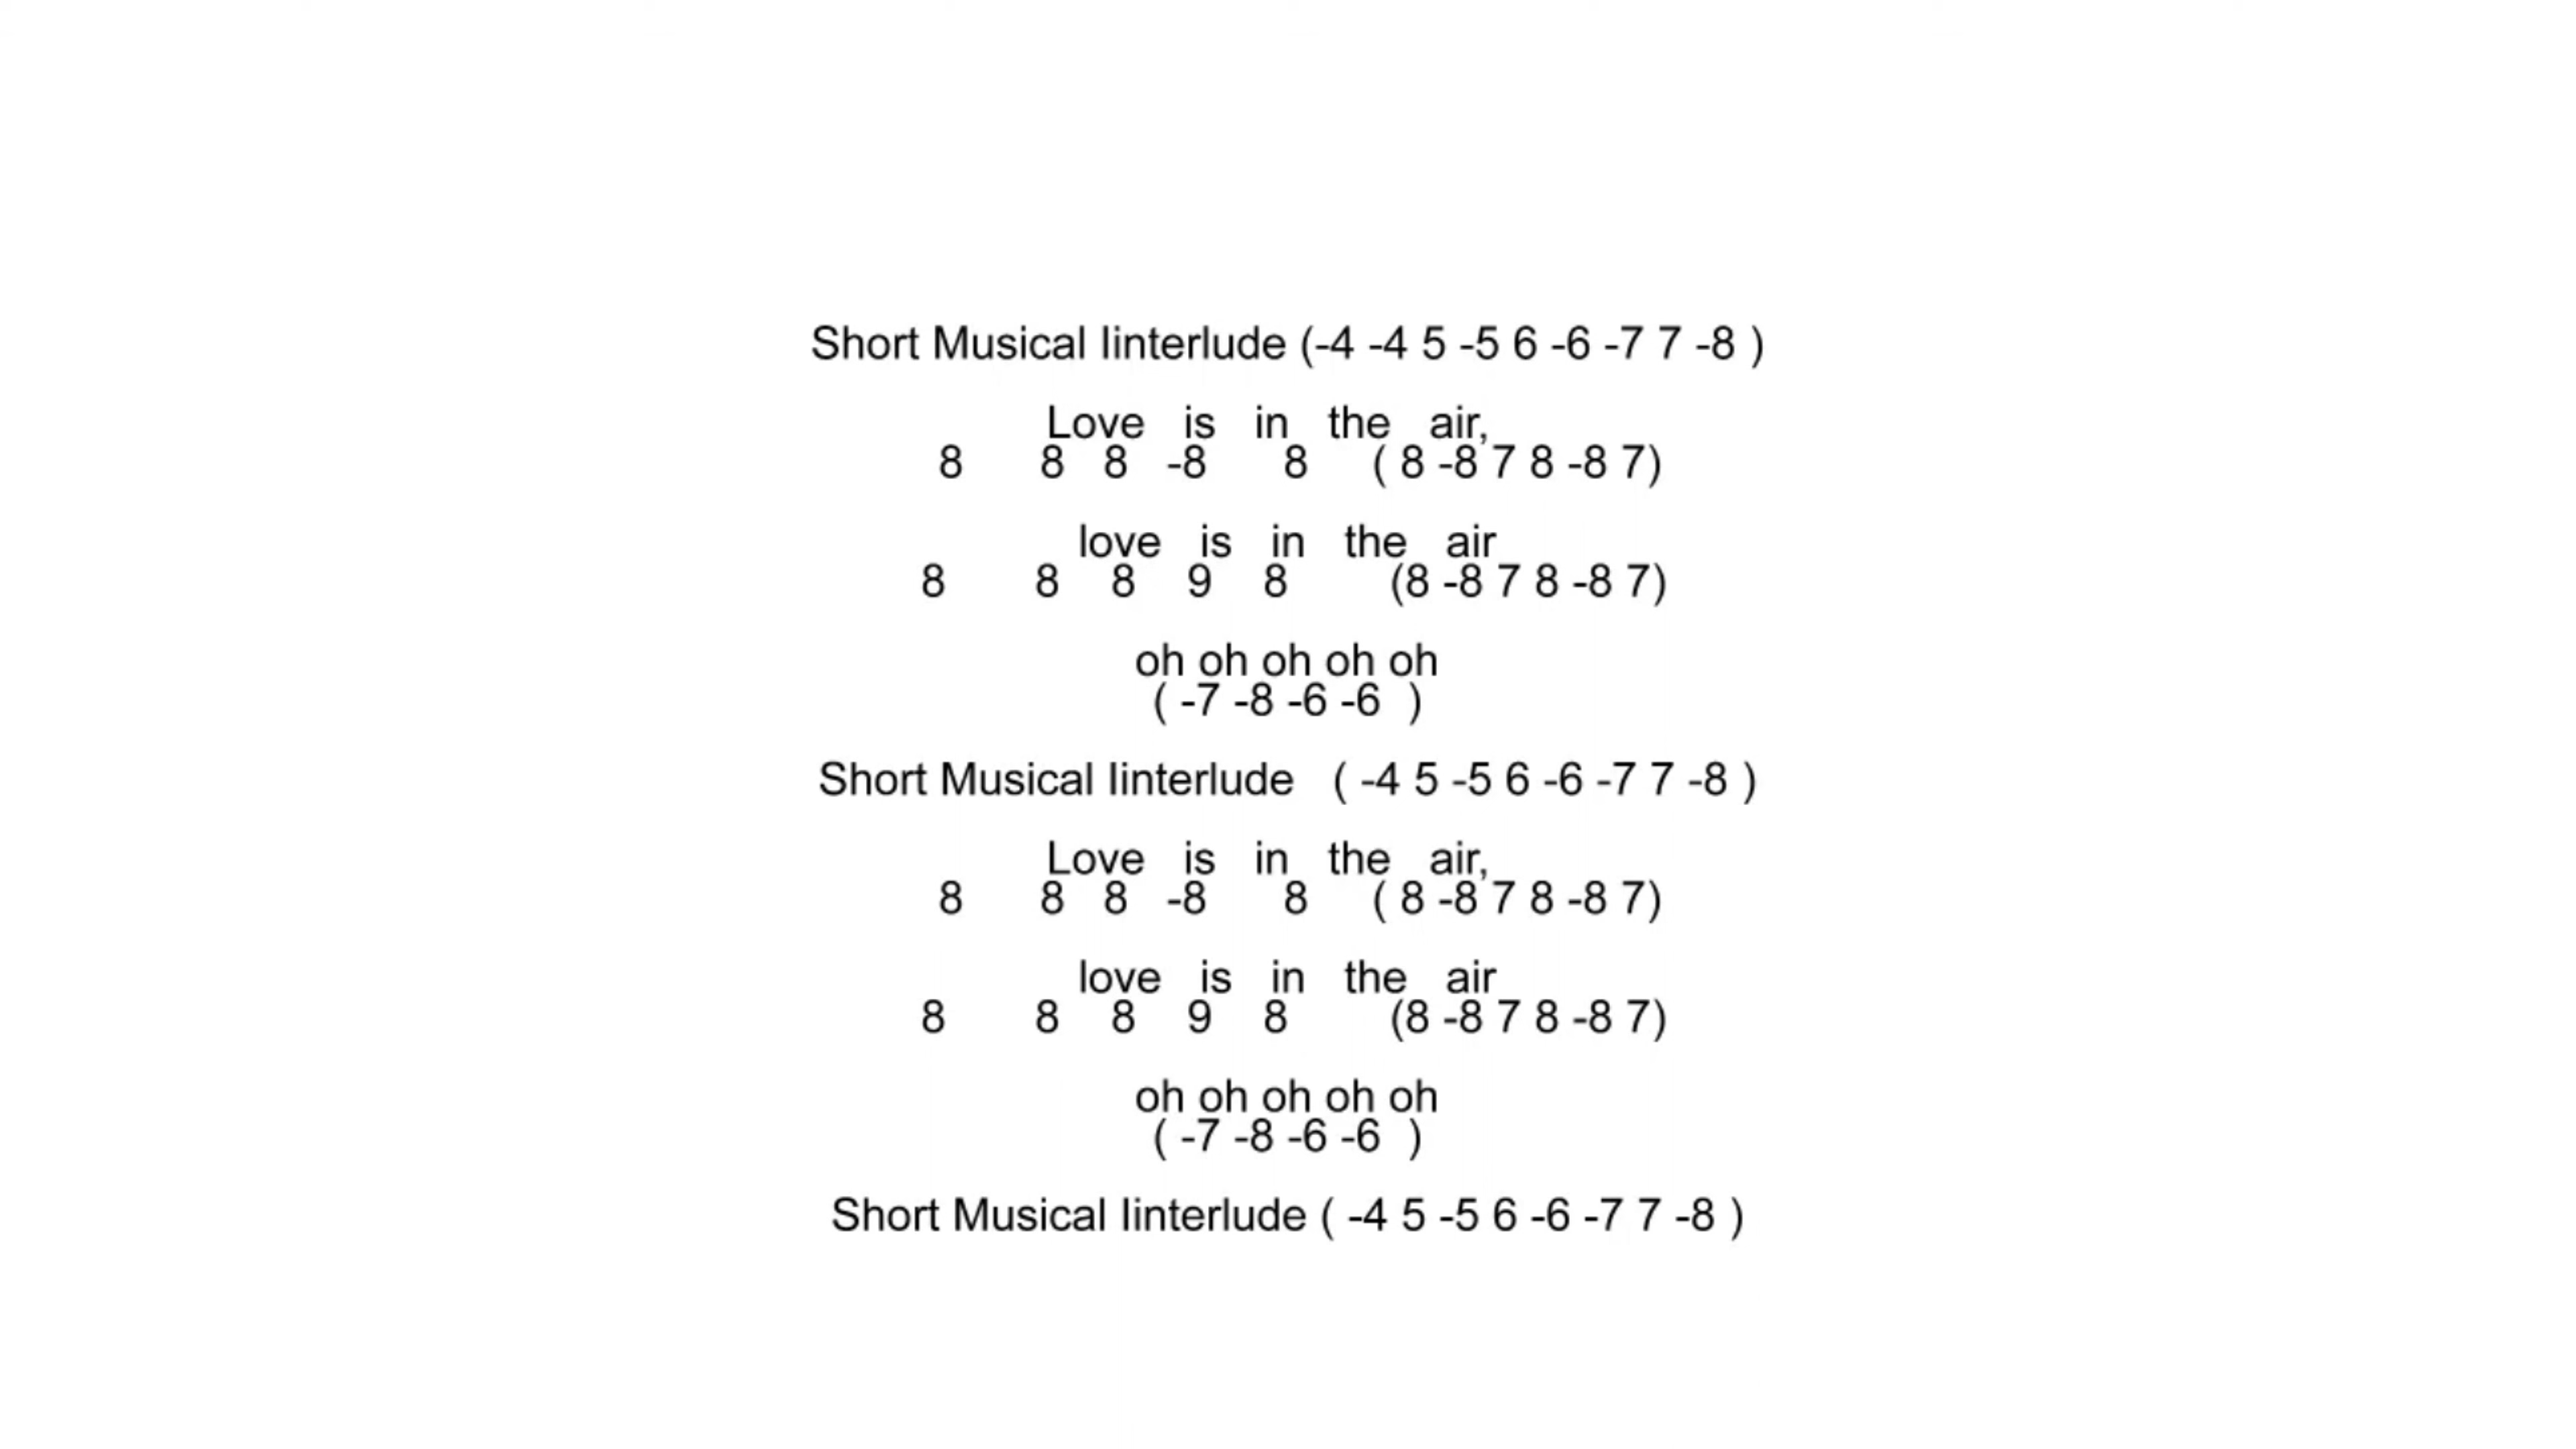 Short Musical Iinterlude (-4 -4 5 -5 6 -6 -7 7 -8 )
Love is in the air,
8 8 8 -8 8 ( 8 -8 7 8 -8 7)
love is in the air
8 8 8 9 8 (8 -8 7 8 -8 7)
oh oh oh oh oh
( -7 -8 -6 -6 )
Short Musical Iinterlude ( -4 5 -5 6 -6 -7 7 -8 )
Love is in the air,
8 8 8 -8 8 ( 8 -8 7 8 -8 7)
love is in the air
8 8 8 9 8 (8 -8 7 8 -8 7)
oh oh oh oh oh
( -7 -8 -6 -6 )
Short Musical Iinterlude ( -4 5 -5 6 -6 -7 7 -8 )